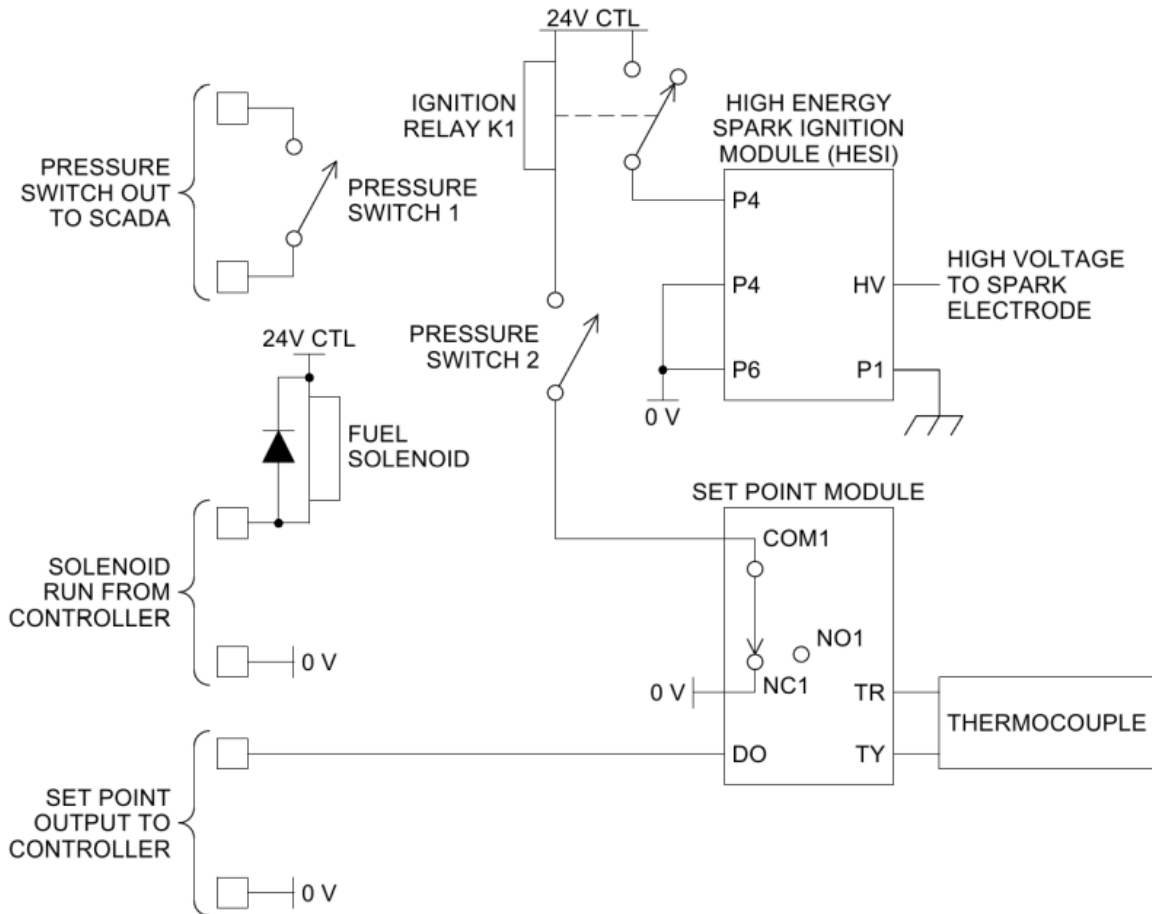 24V CTL
IGNITION
RELAY K1
HIGH ENERGY
SPARK IGNITION
MODULE (HESI)
PRESSURE
SWITCH OUT
TO SCADA
PRESSURE
SWITCH 1
P4
P4
HV
P6
P1
HIGH VOLTAGE
TO SPARK
ELECTRODE
PRESSURE
SWITCH 2
0 V
24V CTL
FUEL
SOLENOID
SOLENOID
RUN FROM
CONTROLLER
0 V
SET POINT MODULE
COM1
NO1
NC1
0 V
TR
DO
TY
THERMOCOUPLE
SET POINT
OUTPUT TO
CONTROLLER
0 V